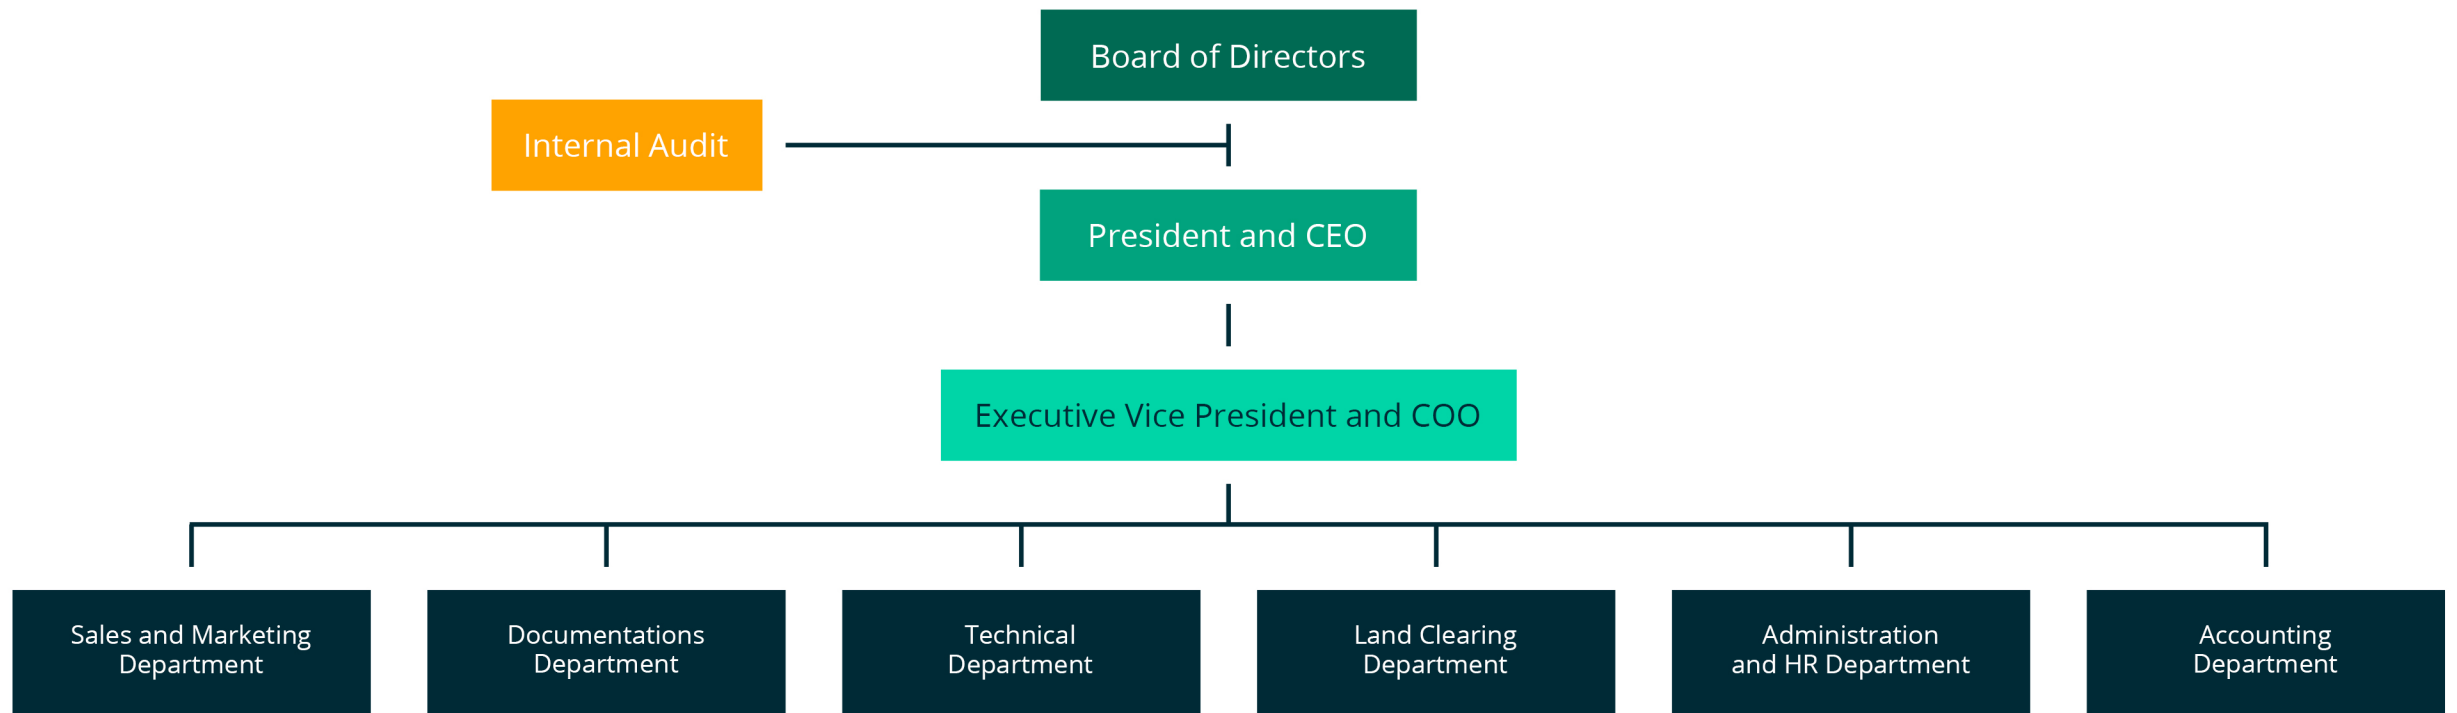 Board of Directors
Internal Audit
President and CEO
Executive Vice President and COO
Sales and Marketing
Department
Documentations
Department
Technical
Department
Land Clearing
Department
Administration
and HR Department
Accounting
Department